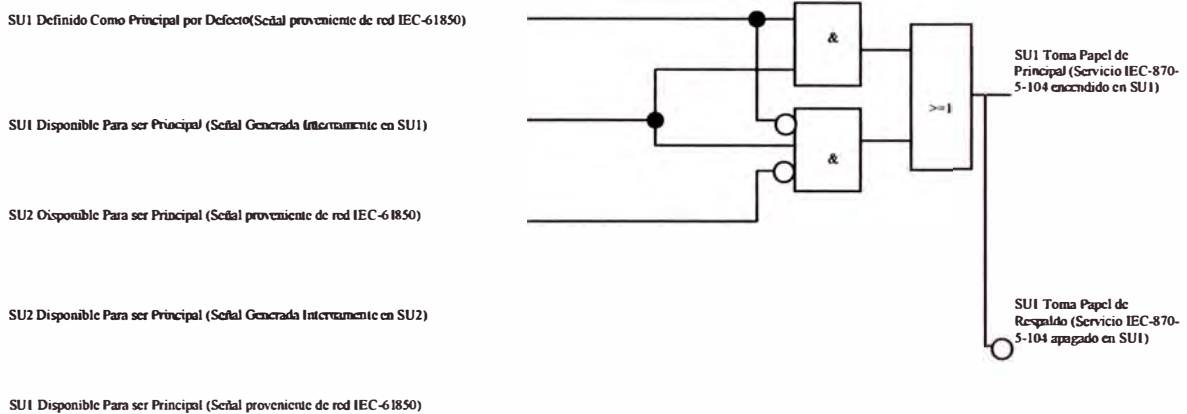 SU1 Definido Como Principal por Defecto(Señal proveniente de red IEC-61850)
&
SU1 Toma Papel de
Principal (Servicio IEC-870-
5-104 encendido en SU1)
>=1
SU1 Disponible Para ser Principal (Señal Generada Internamente en SU1)
&
SU2 Disponible Para ser Principal (Señal proveniente de red IEC-61850)
SU2 Disponible Para ser Principal (Señal Generada Internamente en SU2)
SU1 Toma Papel de
Respaldo (Servicio IEC-870-
5-104 apagado en SU1)
SU1 Disponible Para ser Principal (Señal proveniente de red IEC-61850)